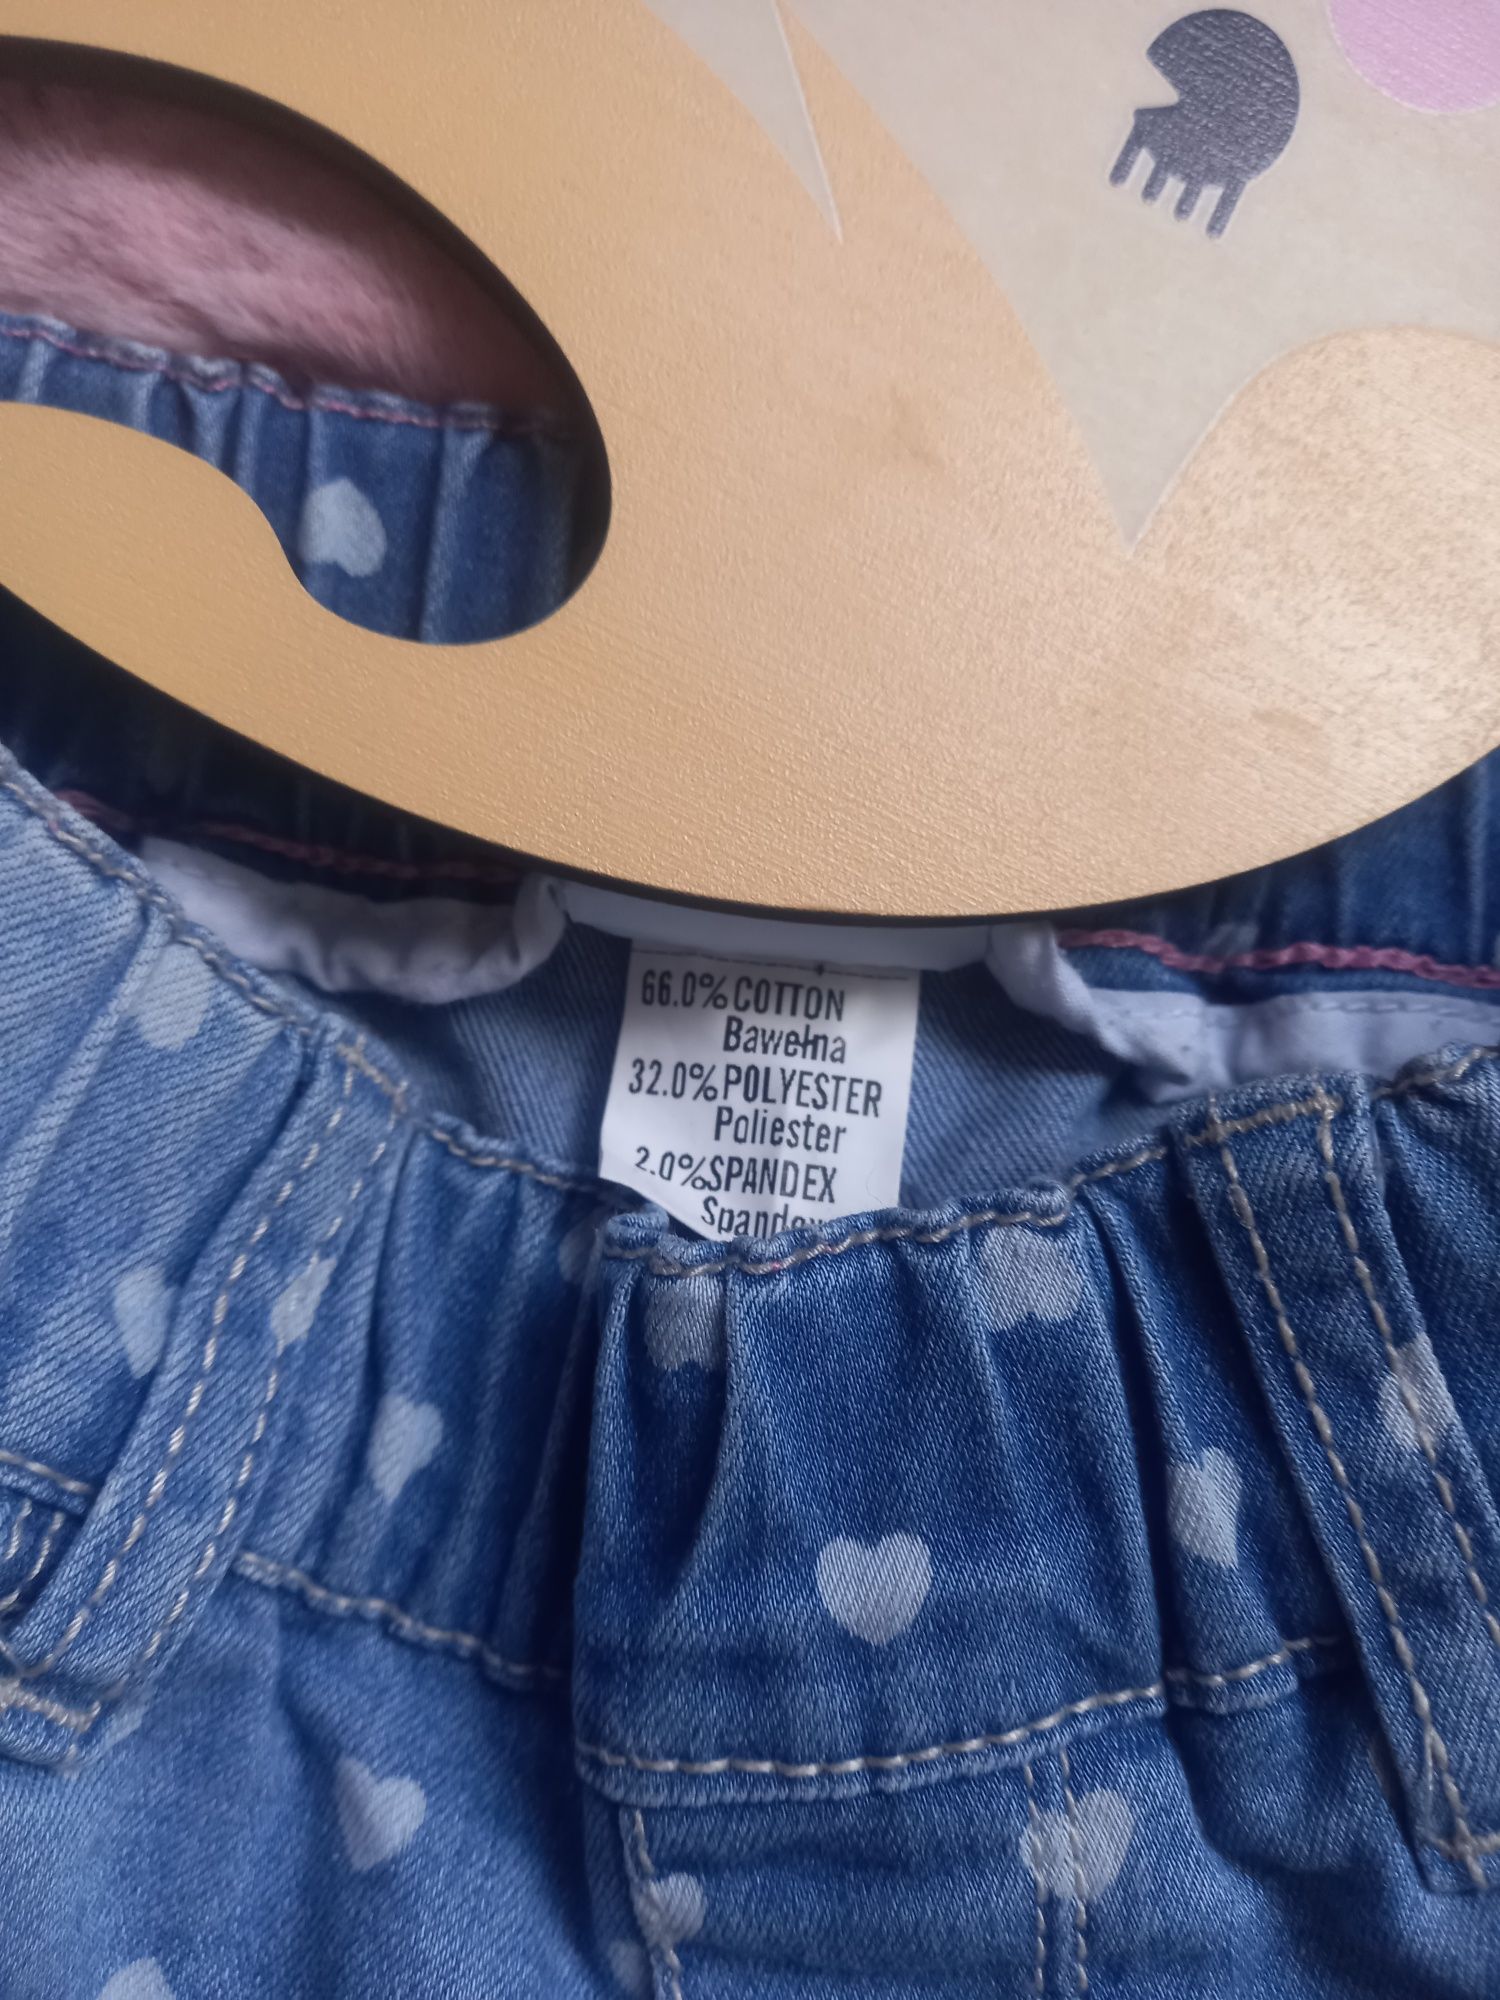 66.0%COTTON
Bawełna
32.0%POLYESTER
Poliester
2.0%SPANDEX